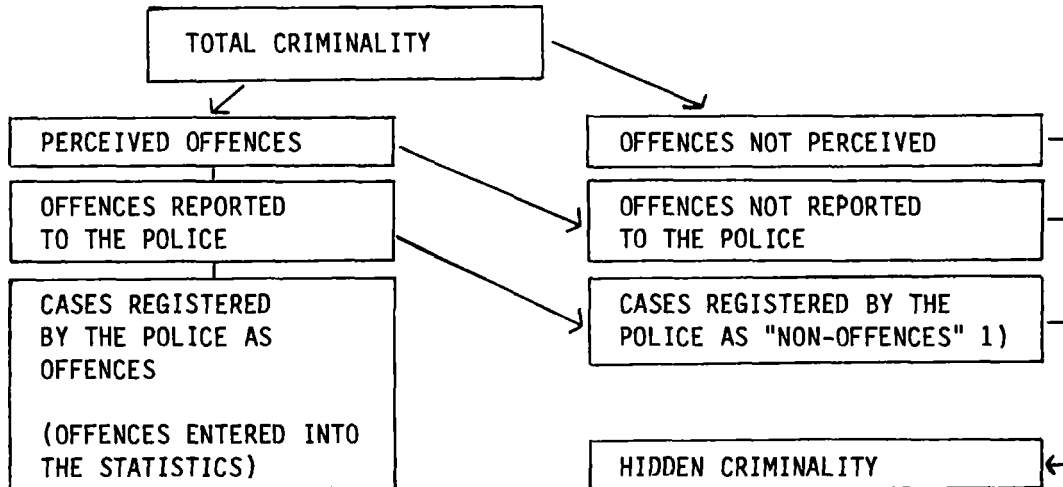 TOTAL CRIMINALITY
PERCEIVED OFFENCES
OFFENCES NOT PERCEIVED
OFFENCES REPORTED
TO THE POLICE
OFFENCES NOT REPORTED
TO THE POLICE
CASES REGISTERED
BY THE POLICE AS
OFFENCES
(OFFENCES ENTERED INTO
THE STATISTICS)
CASES REGISTERED BY THE
POLICE AS "NON-OFFENCES" 1)
HIDDEN CRIMINALITY